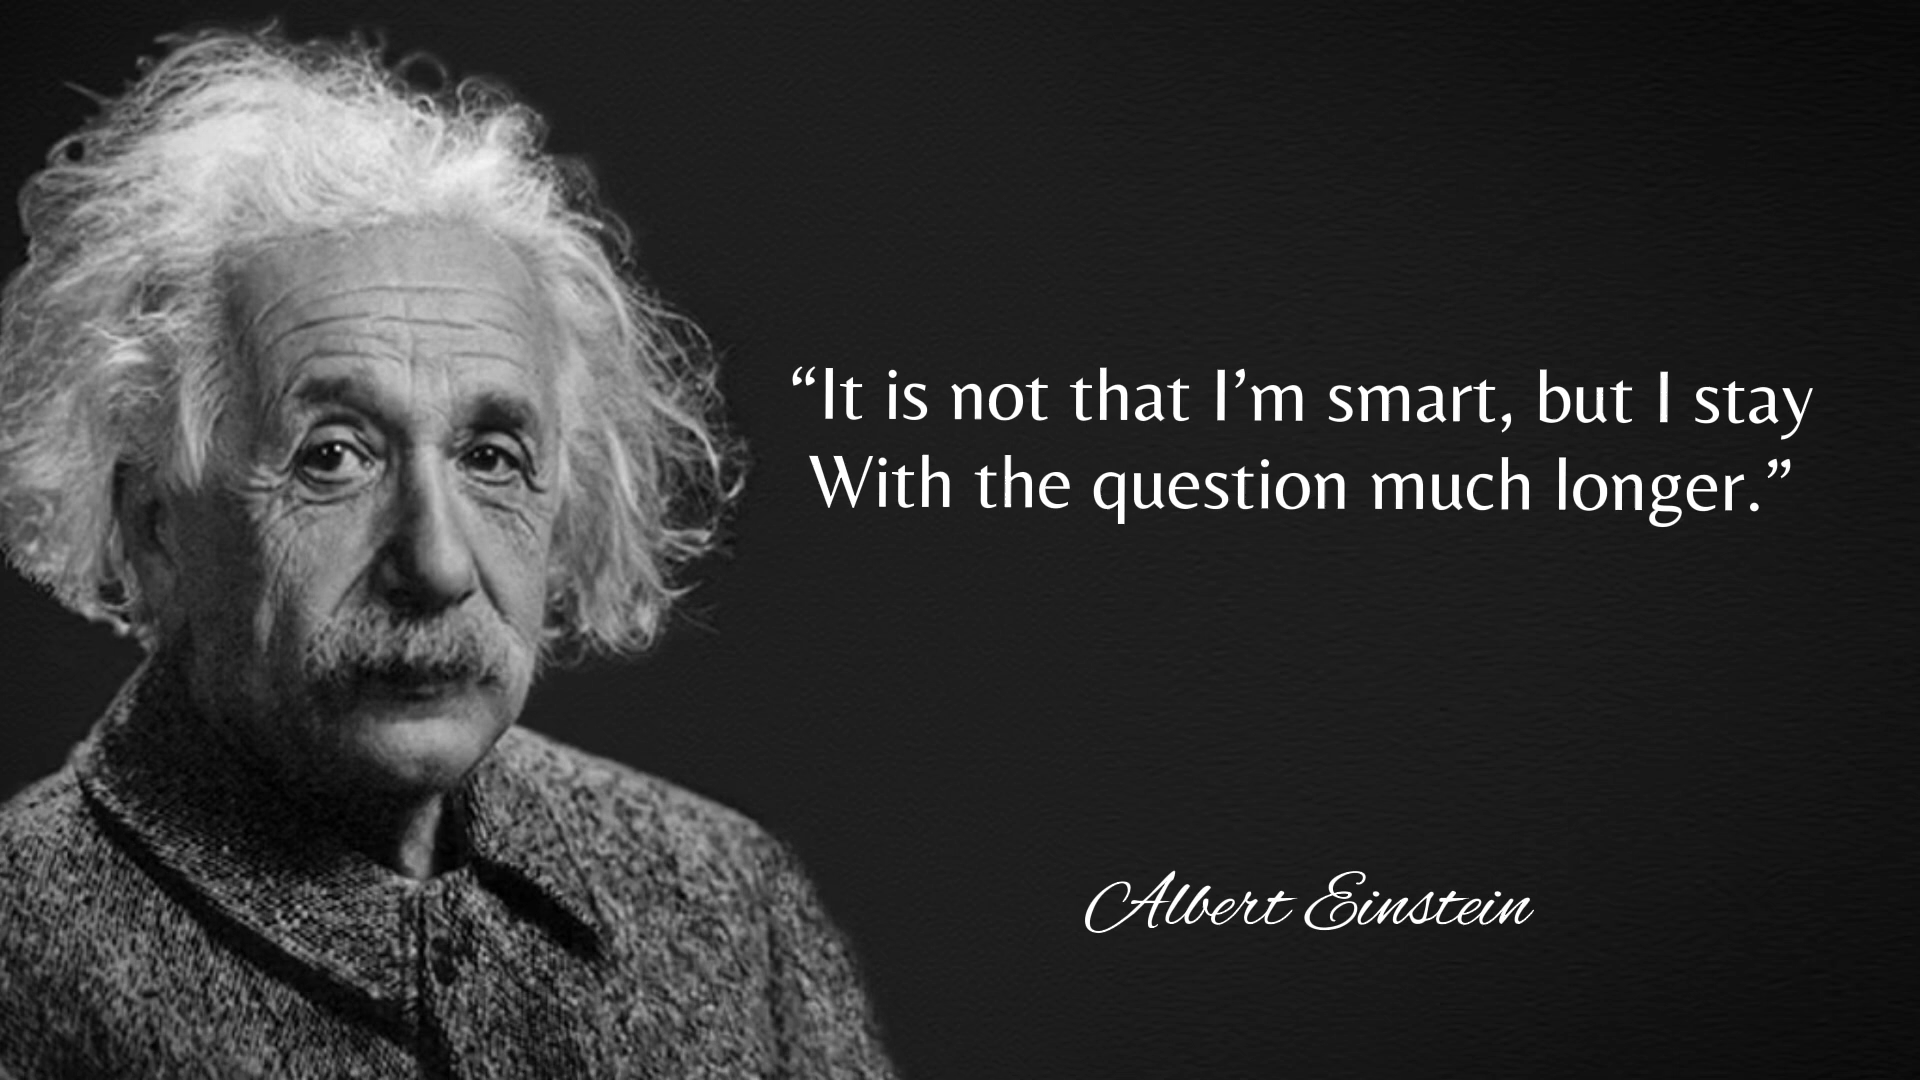 “It is not that I’m smart, but I stay
With the question much longer.”
Albert Einstein